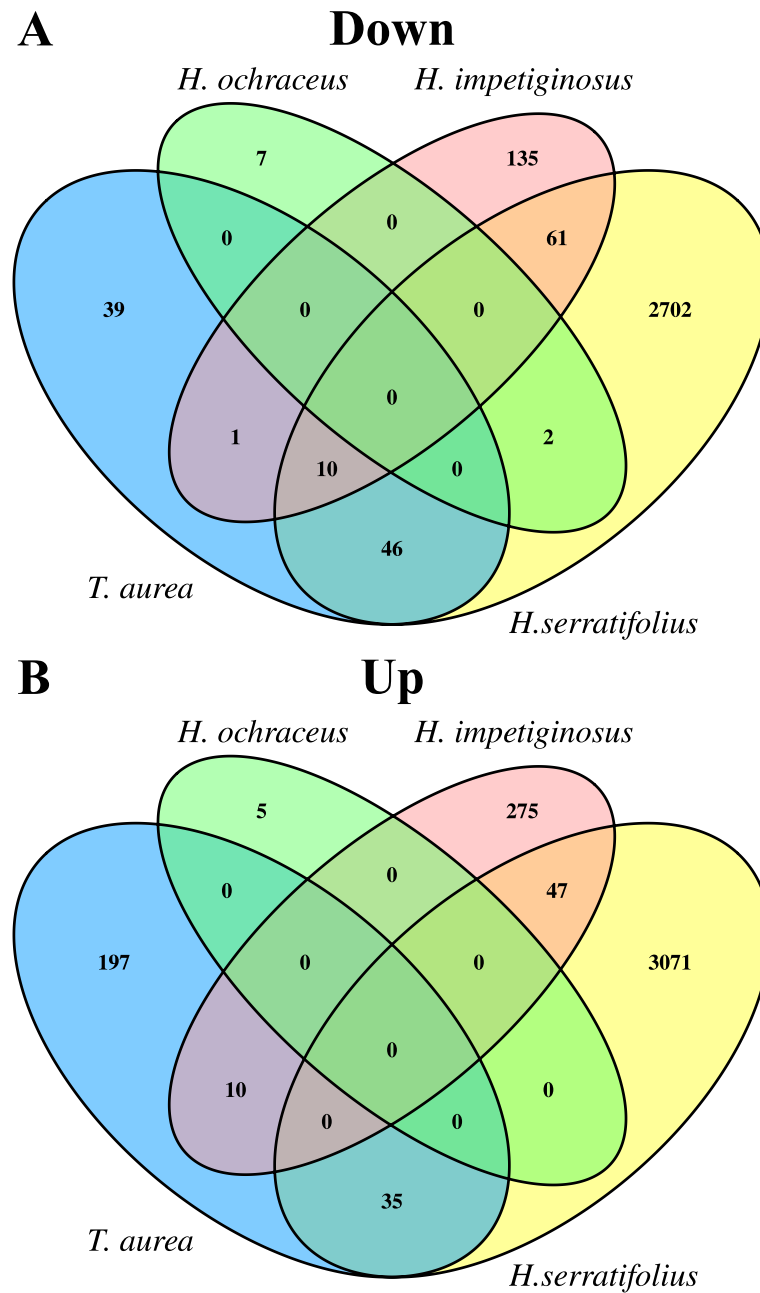 A Down
H. ochraceus H. impetiginosus
7 135
0 0 61
39 0 0 2702
0
1 10 0 2
46
T. aurea
H.serratifolius
B Up
H. ochraceus H. impetiginosus
5 275
0 0 47
197 0 0 3071
0
10 0 0 0
35
T. aurea
H.serratifolius